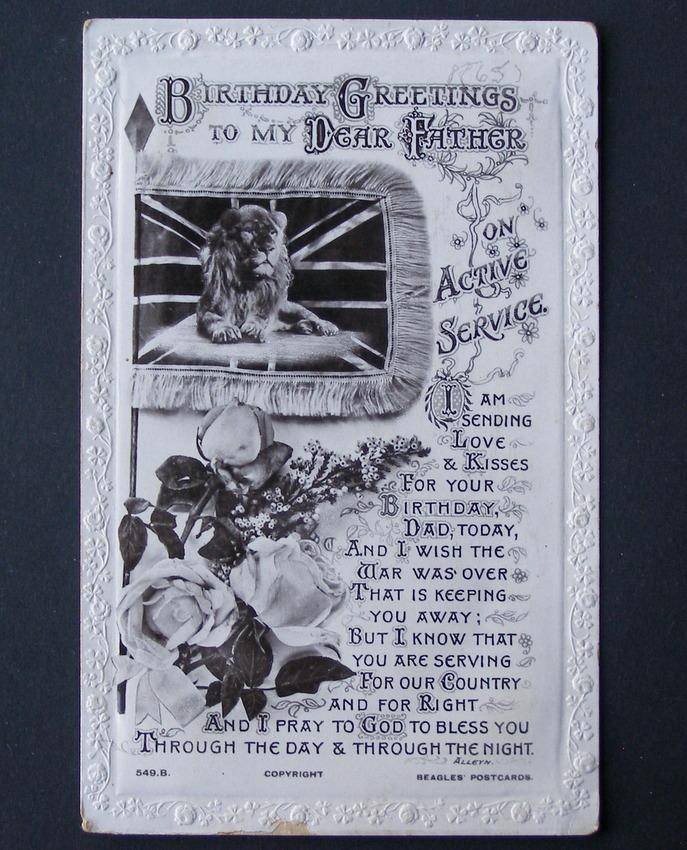 BIRTHDAY GREETINGS
TO MY DEAR FATHER
ON
ACTIVE
SERVICE.
I AM
SENDING
LOVE
& KISSES
FOR YOUR
BIRTHDAY,
DAD, TODAY,
AND I WISH THE
WAR WAS OVER
THAT IS KEEPING
YOU AWAY;
BUT I KNOW THAT
YOU ARE SERVING
FOR OUR COUNTRY
AND FOR RIGHT
AND I PRAY TO GOD TO BLESS YOU
THROUGH THE DAY & THROUGH THE NIGHT.
ALLEYN.
549.B. COPYRIGHT BEAGLES' POSTCARDS.